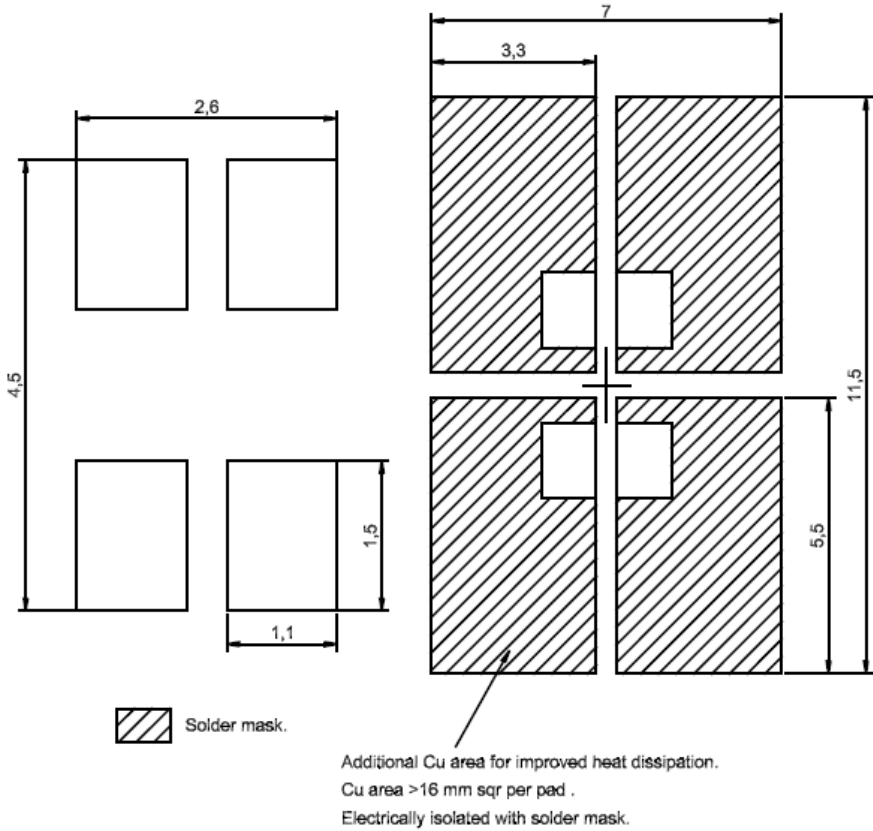 7
3,3
2,6
4,5
11,5
1,5
5,5
1,1
Solder mask.
Additional Cu area for improved heat dissipation.
Cu area >16 mm sqr per pad .
Electrically isolated with solder mask.